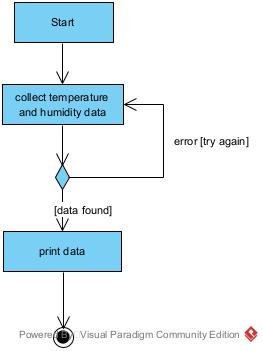 Start
collect temperature
and humidity data
error [try again]
[data found]
print data
Powered By Visual Paradigm Community Edition